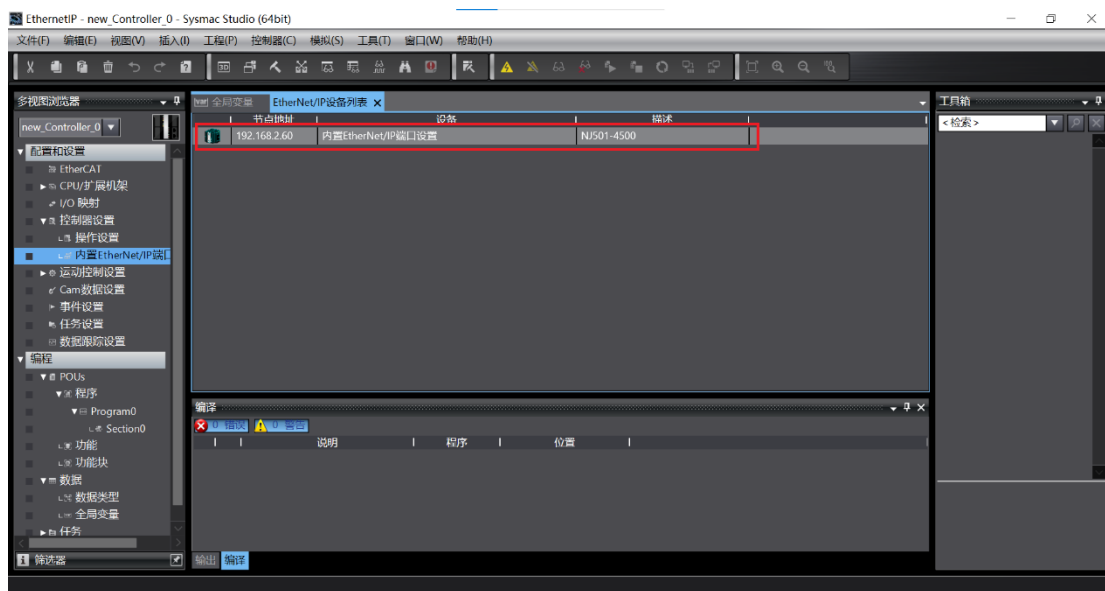 EthernetIP - new_Controller_0 - Sysmac Studio (64bit)
文件(F) 编辑(E) 视图(V) 插入(I) 工程(P) 控制器(C) 模拟(S) 工具(T) 窗口(W) 帮助(H)
多视图浏览器
new_Controller_0
配置和设置
EtherCAT
CPU/扩展机架
I/O 映射
控制器设置
操作设置
内置EtherNet/IP端
运动控制设置
Cam数据设置
事件设置
任务设置
数据跟踪设置
编程
POUs
程序
Program0
Section0
功能
功能块
数据
数据类型
全局变量
任务
筛选器
全局变量 EtherNet/IP设备列表
节点地址 设备 描述
192.168.2.60 内置EtherNet/IP端口设置 NJ501-4500
编译
0 错误 0 警告
说明 程序 位置
输出 编译
工具箱
<检索>